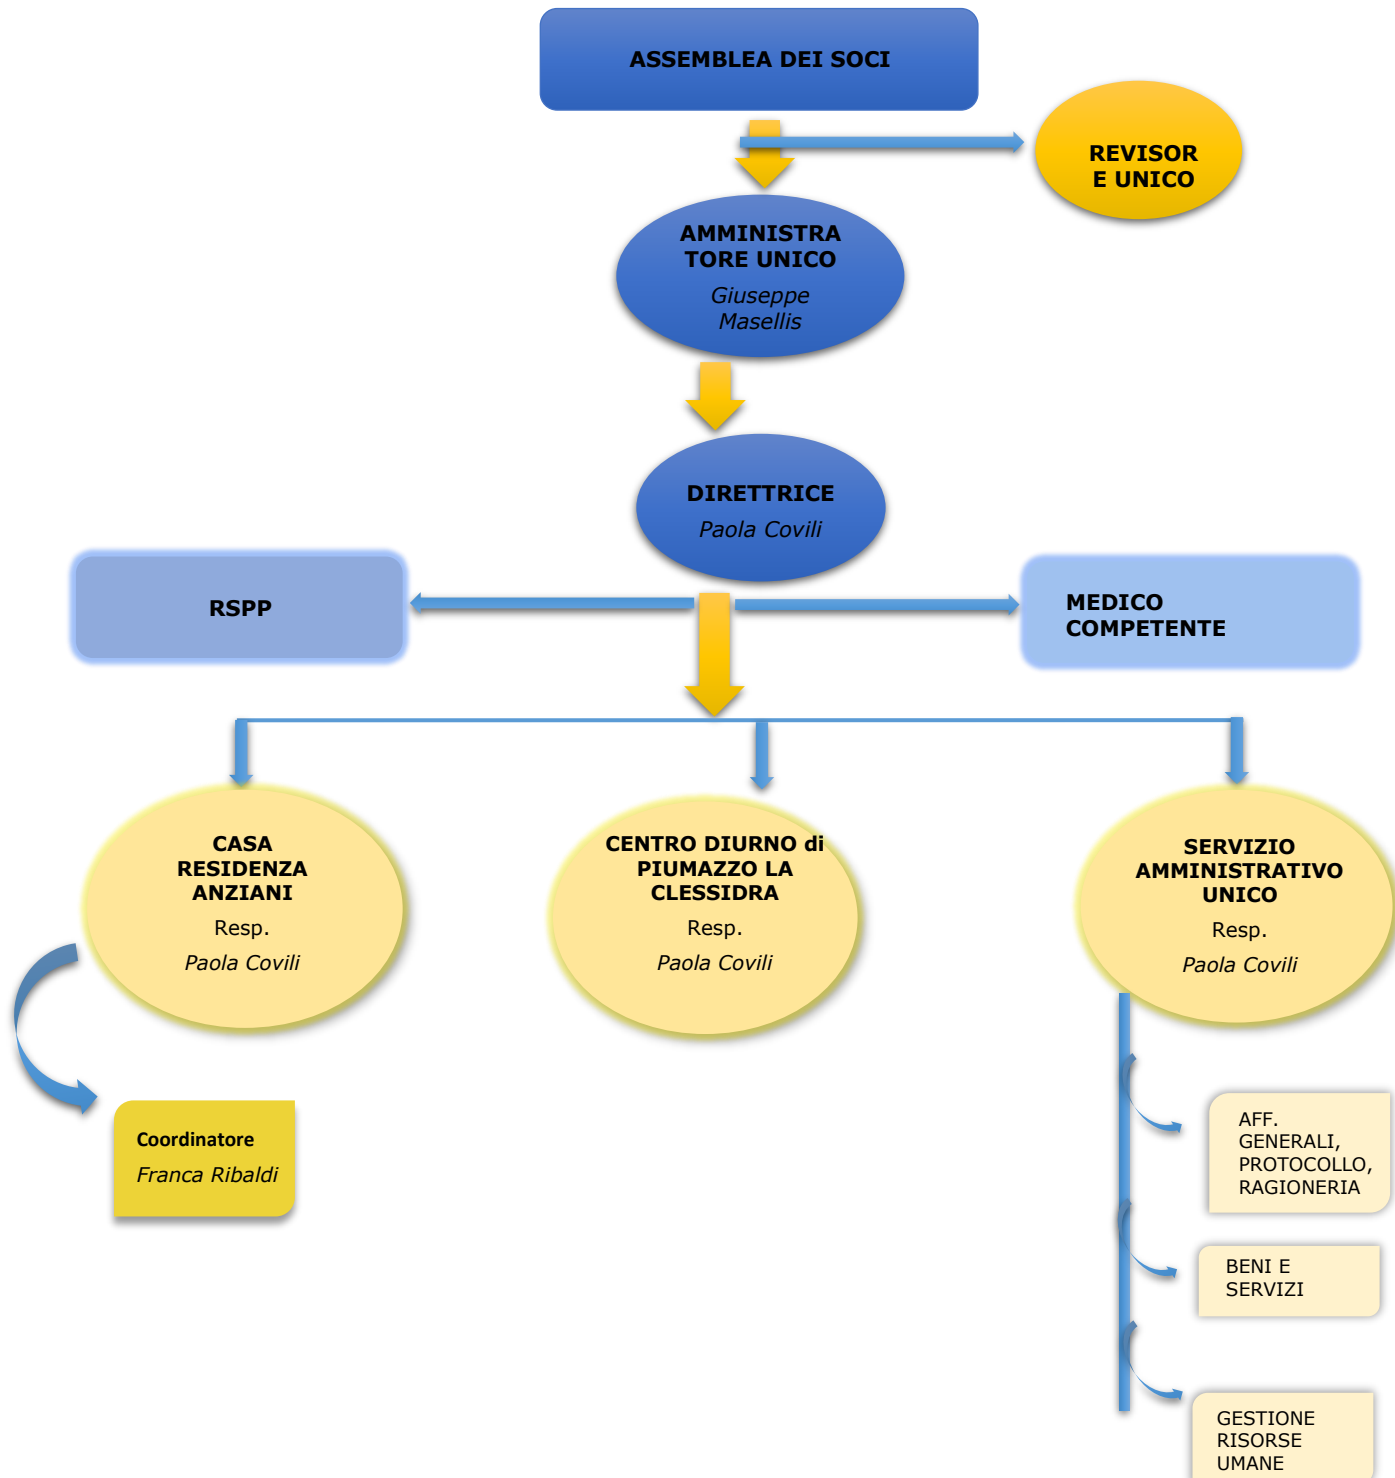 ASSEMBLEA DEI SOCI
REVISOR
E UNICO
AMMINISTRA
TORE UNICO
Giuseppe
Masellis
DIRETTRICE
Paola Covili
RSPP
MEDICO
COMPETENTE
CASA
RESIDENZA
ANZIANI
Resp.
Paola Covili
CENTRO DIURNO di
PIUMAZZO LA
CLESSIDRA
Resp.
Paola Covili
SERVIZIO
AMMINISTRATIVO
UNICO
Resp.
Paola Covili
Coordinatore
Franca Ribaldi
AFF.
GENERALI,
PROTOCOLLO,
RAGIONERIA
BENI E
SERVIZI
GESTIONE
RISORSE
UMANE